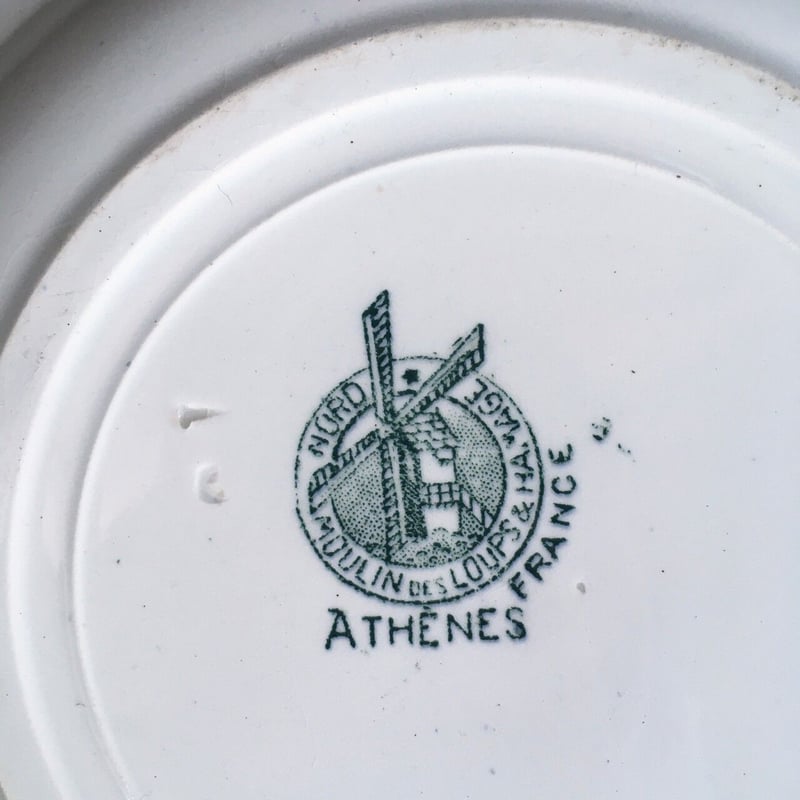 NORD
MOULIN DES LOUPS & HAMAGE
FRANCE
ATHÈNES